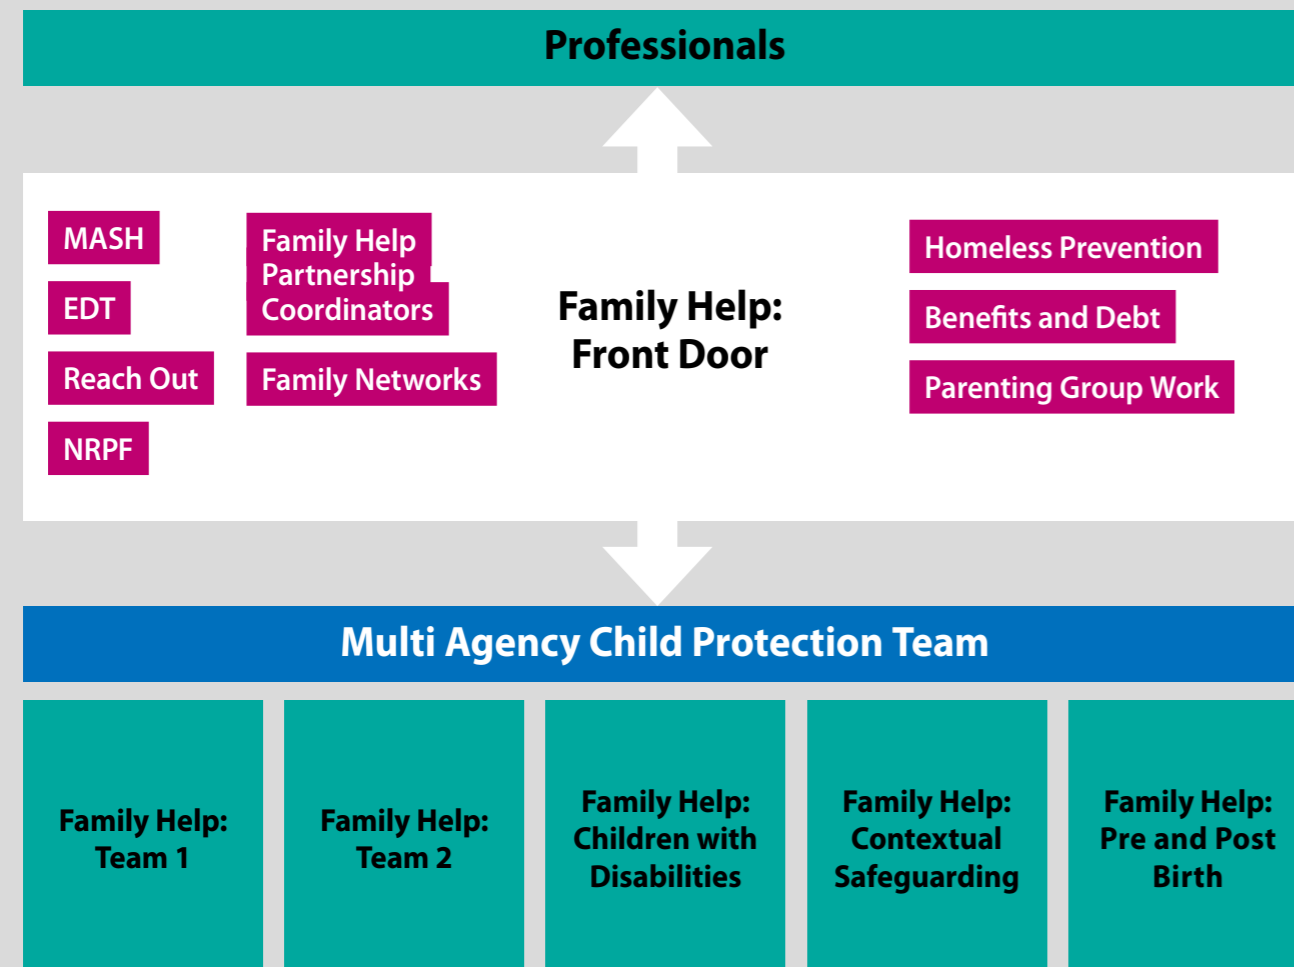 Professionals
MASH
EDT
Reach Out
NRPF
Family Help
Partnership
Coordinators
Family Networks
Family Help:
Front Door
Homeless Prevention
Benefits and Debt
Parenting Group Work
Multi Agency Child Protection Team
Family Help:
Team 1
Family Help:
Team 2
Family Help:
Children with
Disabilities
Family Help:
Contextual
Safeguarding
Family Help:
Pre and Post
Birth